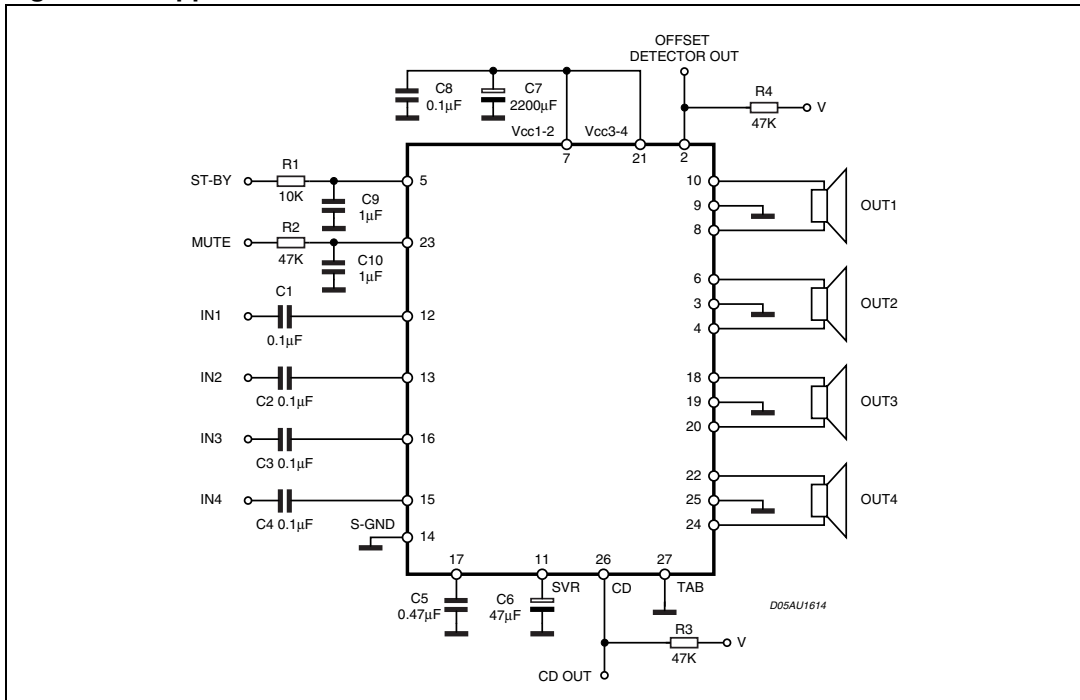 OFFSET
DETECTOR OUT
C8
0.1µF
C7
2200µF
R4
47K
V
Vcc1-2
Vcc3-4
7
21
2
ST-BY
R1
10K
5
C9
1µF
MUTE
R2
47K
23
C10
1µF
IN1
C1
0.1µF
12
IN2
C2 0.1µF
13
IN3
C3 0.1µF
16
IN4
C4 0.1µF
15
S-GND
14
10
9
8
OUT1
6
3
4
OUT2
18
19
20
OUT3
22
25
24
OUT4
17
11
26
27
SVR
CD
TAB
C5
0.47µF
C6
47µF
D05AU1614
R3
47K
V
CD OUT